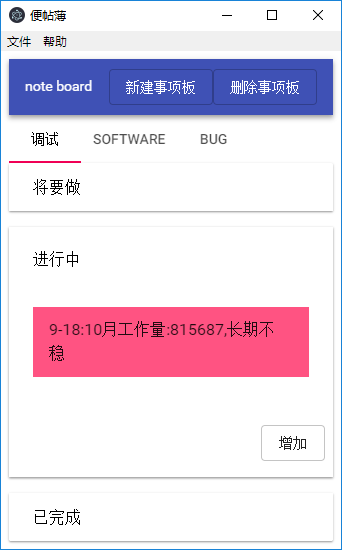 便帖薄
文件 帮助
note board 新建事项板 删除事项板
调试 SOFTWARE BUG
将要做
进行中
9-18:10月工作量:815687,长期不
稳
增加
已完成